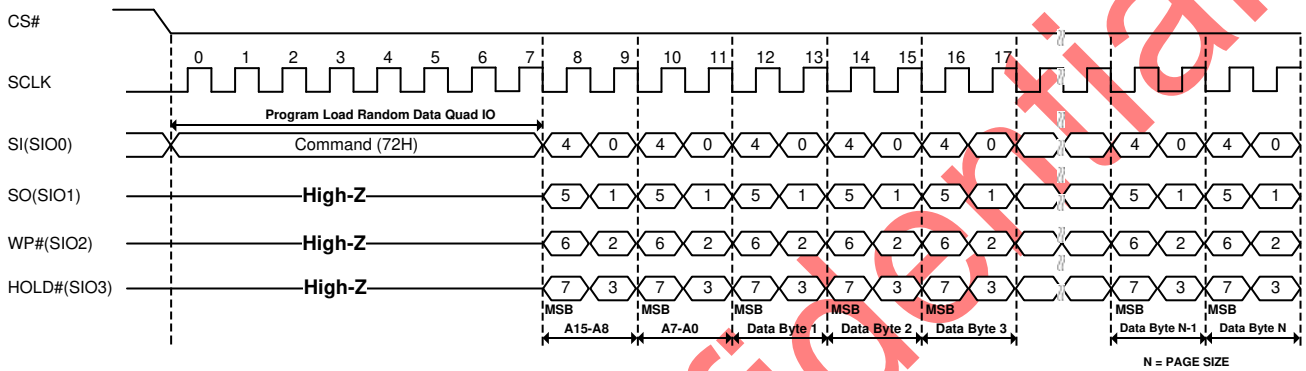 CS#
0 1 2 3 4 5 6 7 8 9 10 11 12 13 14 15 16 17
SCLK
Program Load Random Data Quad IO
SI(SIO0) Command (72H) 4 0 4 0 4 0 4 0 4 0 4 0 4 0
SO(SIO1) High-Z 5 1 5 1 5 1 5 1 5 1 5 1 5 1
WP#(SIO2) High-Z 6 2 6 2 6 2 6 2 6 2 6 2 6 2
HOLD#(SIO3) High-Z 7 3 7 3 7 3 7 3 7 3 7 3 7 3
MSB MSB MSB MSB MSB MSB MSB
A15-A8 A7-A0 Data Byte 1 Data Byte 2 Data Byte 3 Data Byte N-1 Data Byte N
N = PAGE SIZE
fidential